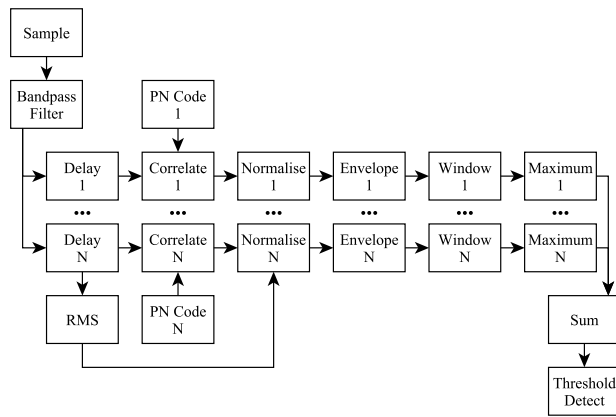 Sample
Bandpass
Filter
PN Code
1
Delay
1
Correlate
1
Normalise
1
Envelope
1
Window
1
Maximum
1
...
...
...
...
...
...
Delay
N
Correlate
N
Normalise
N
Envelope
N
Window
N
Maximum
N
RMS
PN Code
N
Sum
Threshold
Detect